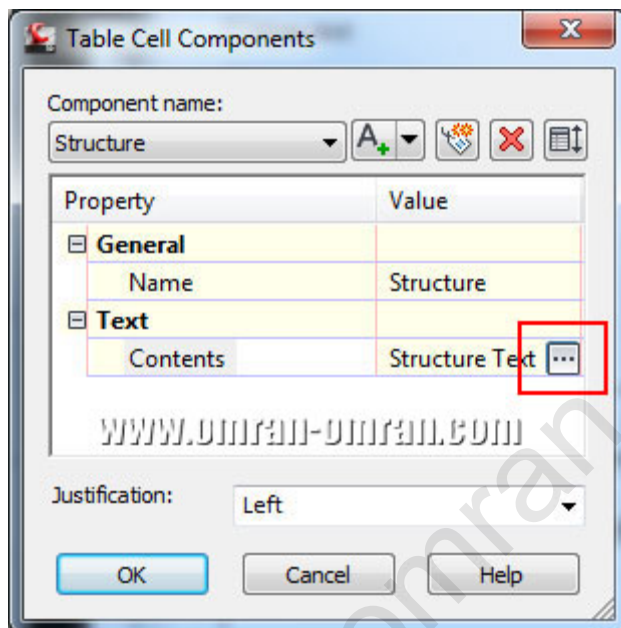 Table Cell Components
Component name:
Structure
Property Value
General
Name Structure
Text
Contents Structure Text ...
www.omran-omran.com
Justification: Left
OK Cancel Help
omran